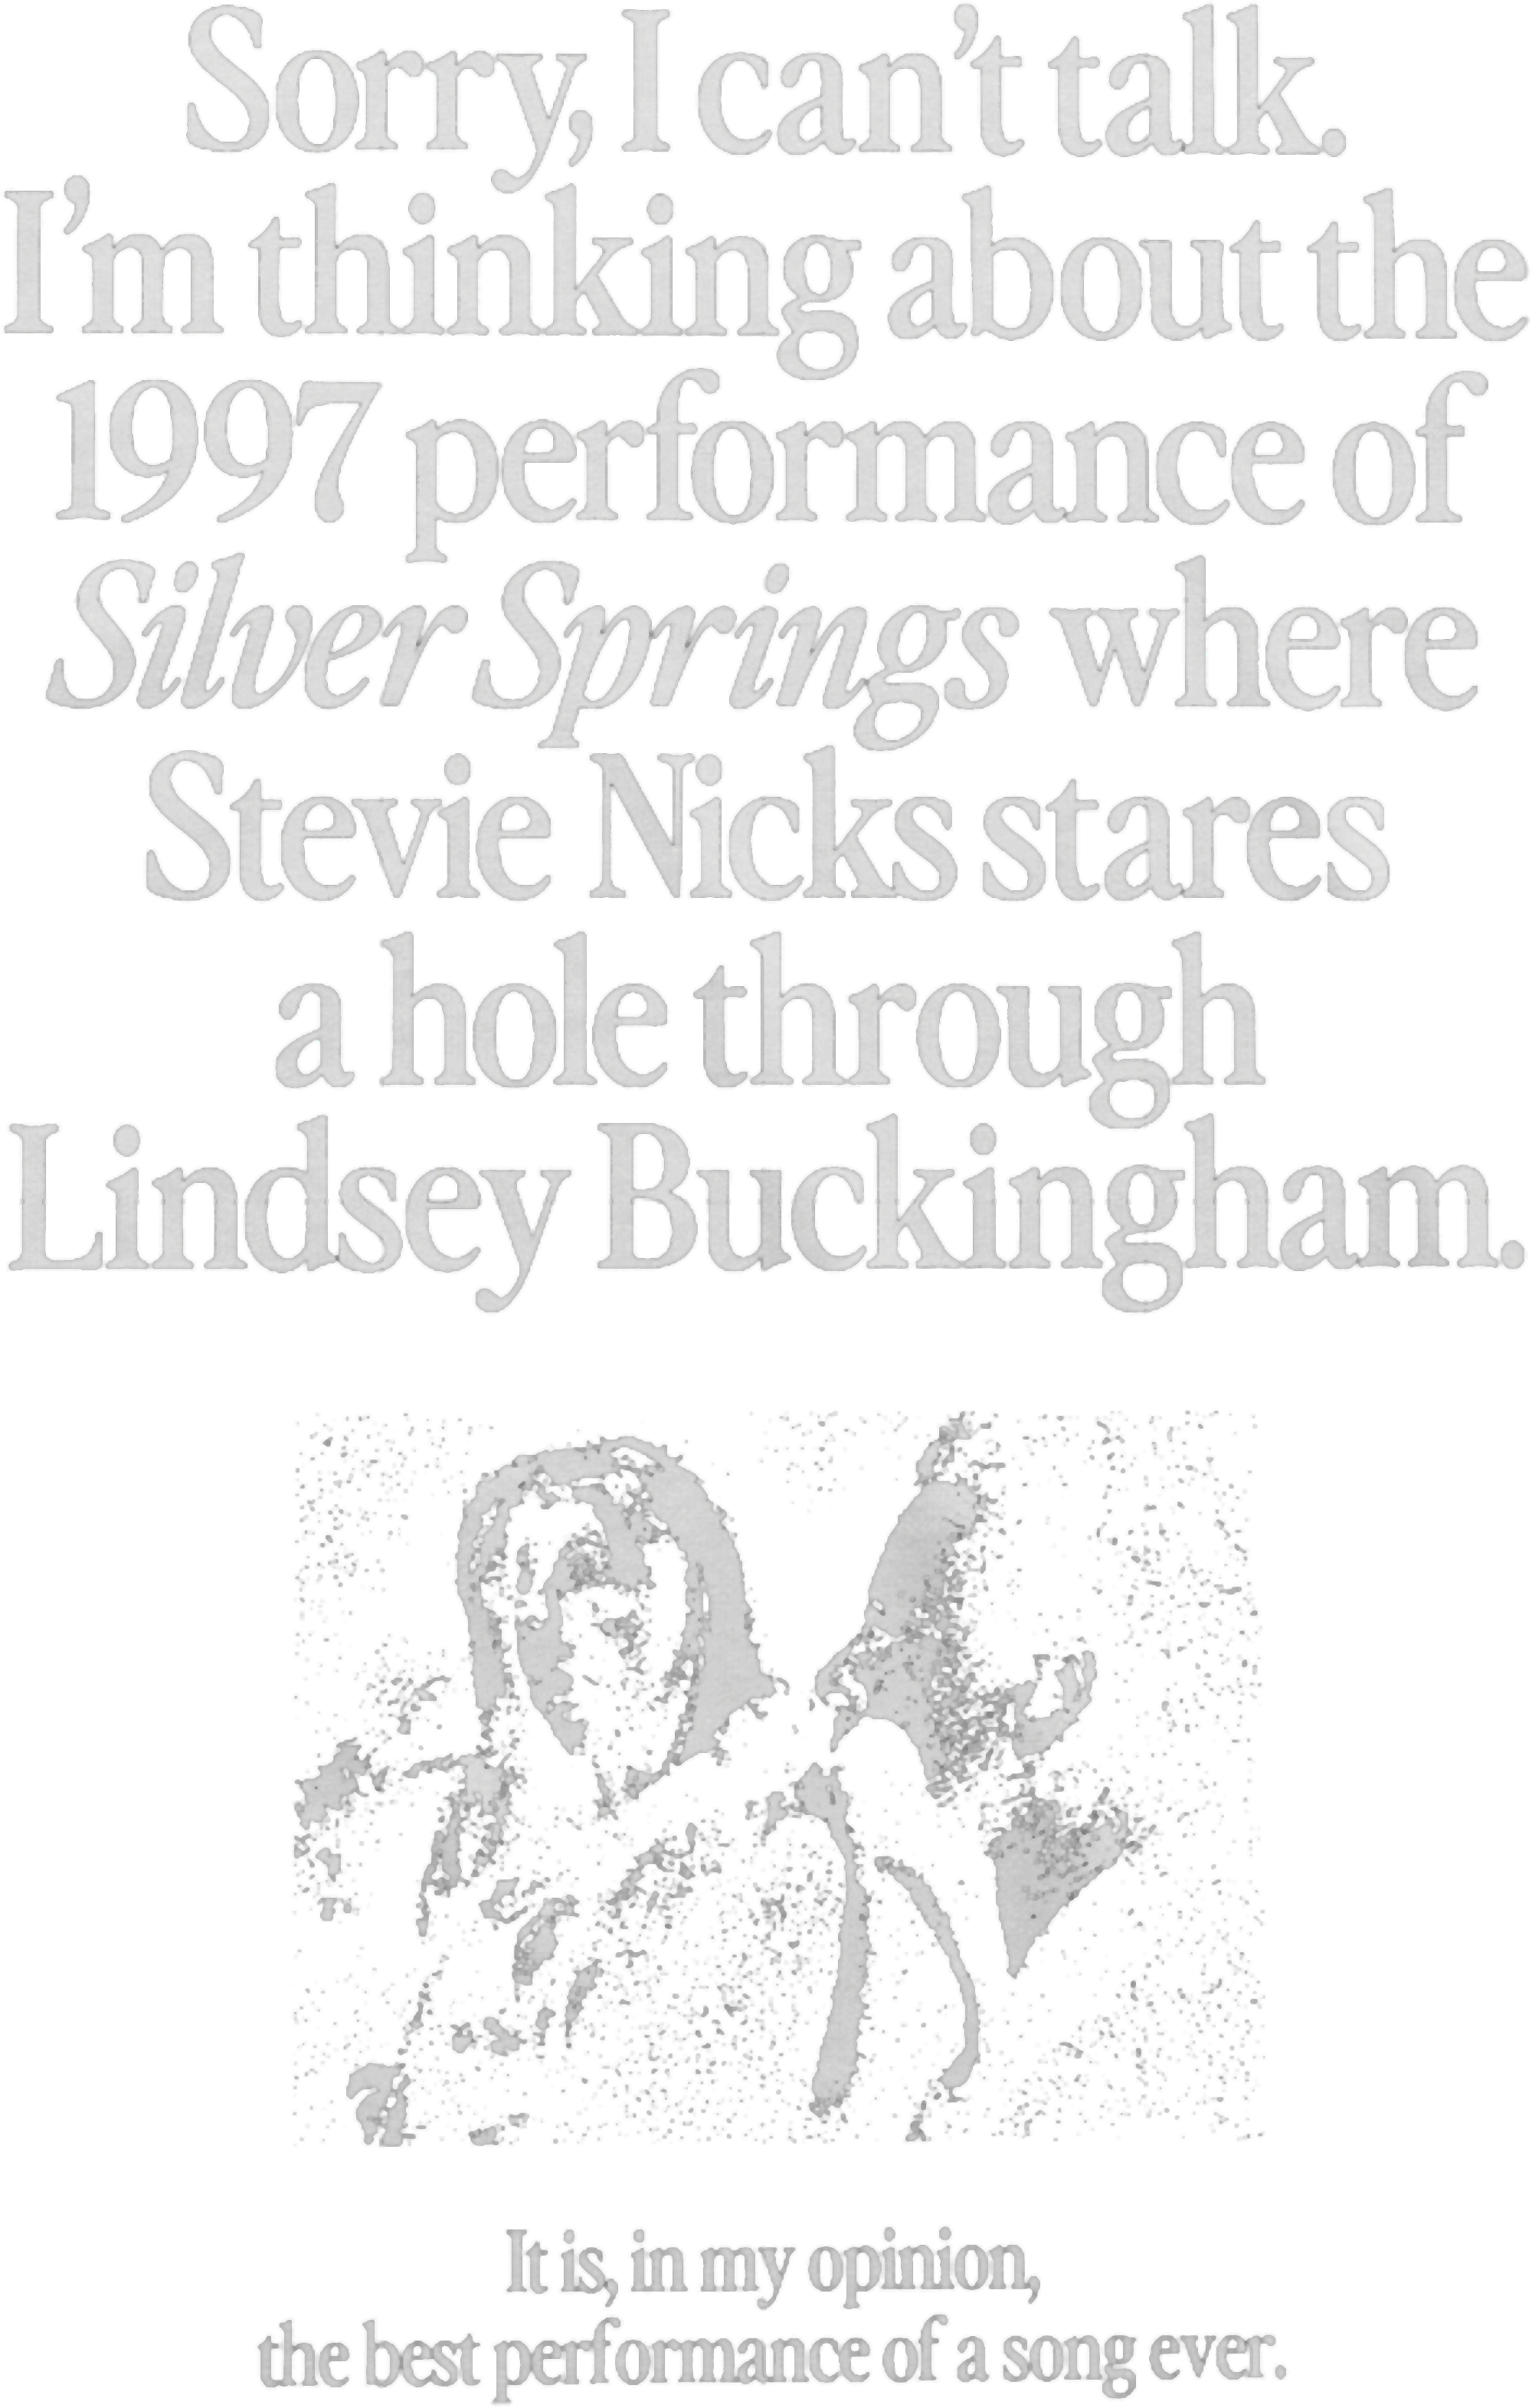 Sorry, I can’t talk.
I’m thinking about the
1997 performance of
Silver Springs where
Stevie Nicks stares
a hole through
Lindsey Buckingham.
It is, in my opinion,
the best performance of a song ever.